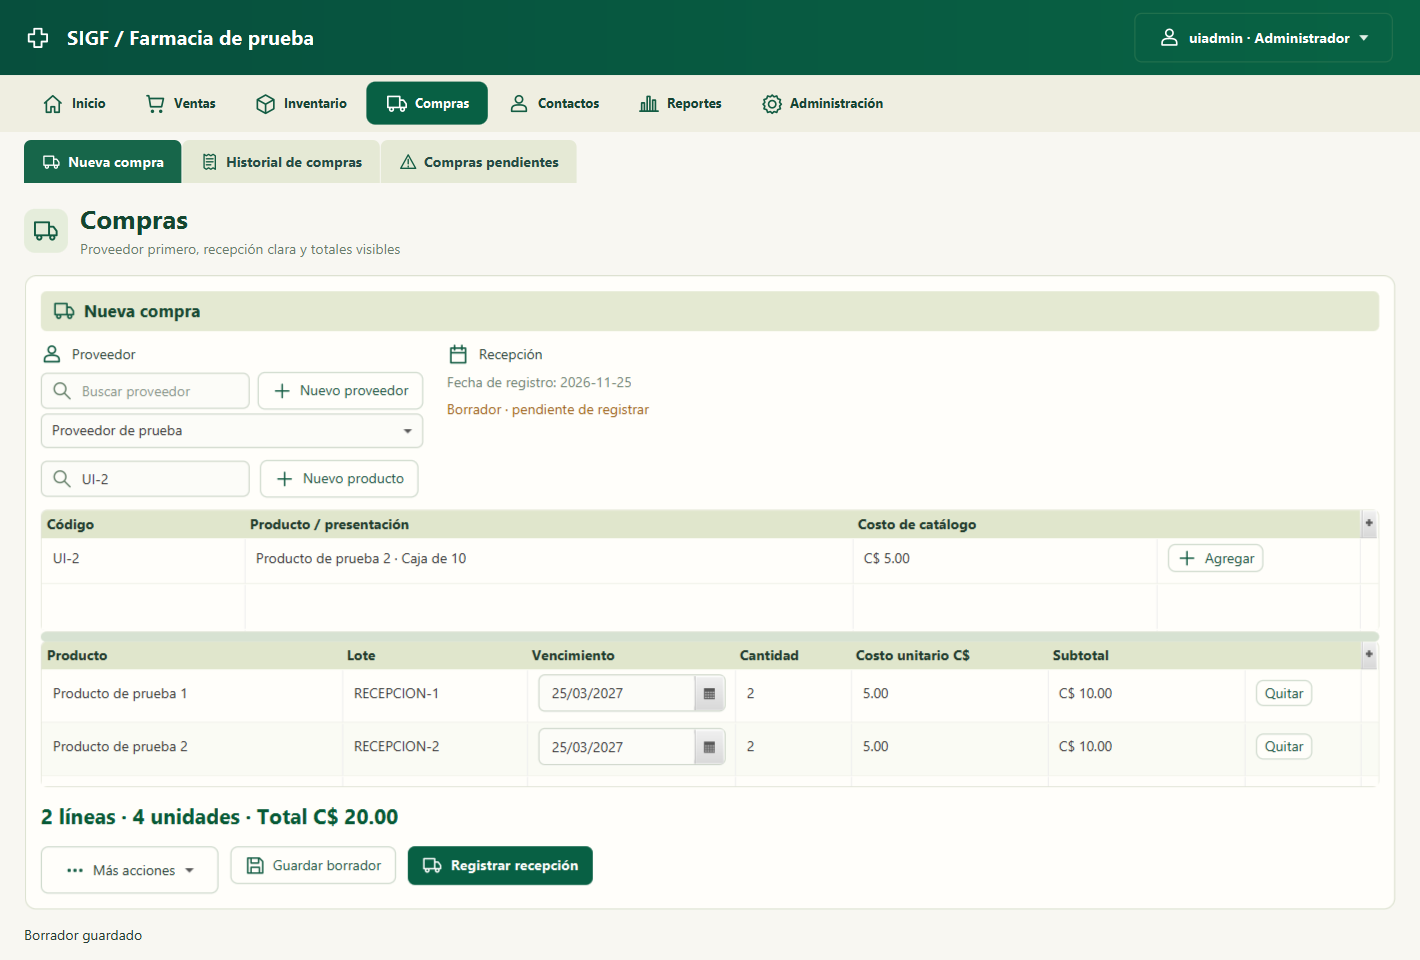 SIGF / Farmacia de prueba
uiadmin · Administrador
Inicio
Ventas
Inventario
Compras
Contactos
Reportes
Administración
Nueva compra
Historial de compras
Compras pendientes
Compras
Proveedor primero, recepción clara y totales visibles
Nueva compra
Proveedor
Recepción
Buscar proveedor
Nuevo proveedor
Fecha de registro: 2026-11-25
Borrador · pendiente de registrar
Proveedor de prueba
UI-2
Nuevo producto
Código Producto / presentación Costo de catálogo
UI-2 Producto de prueba 2 · Caja de 10 C$ 5.00 Agregar
Producto Lote Vencimiento Cantidad Costo unitario C$ Subtotal
Producto de prueba 1 RECEPCION-1 25/03/2027 2 5.00 C$ 10.00 Quitar
Producto de prueba 2 RECEPCION-2 25/03/2027 2 5.00 C$ 10.00 Quitar
2 líneas · 4 unidades · Total C$ 20.00
Más acciones
Guardar borrador
Registrar recepción
Borrador guardado